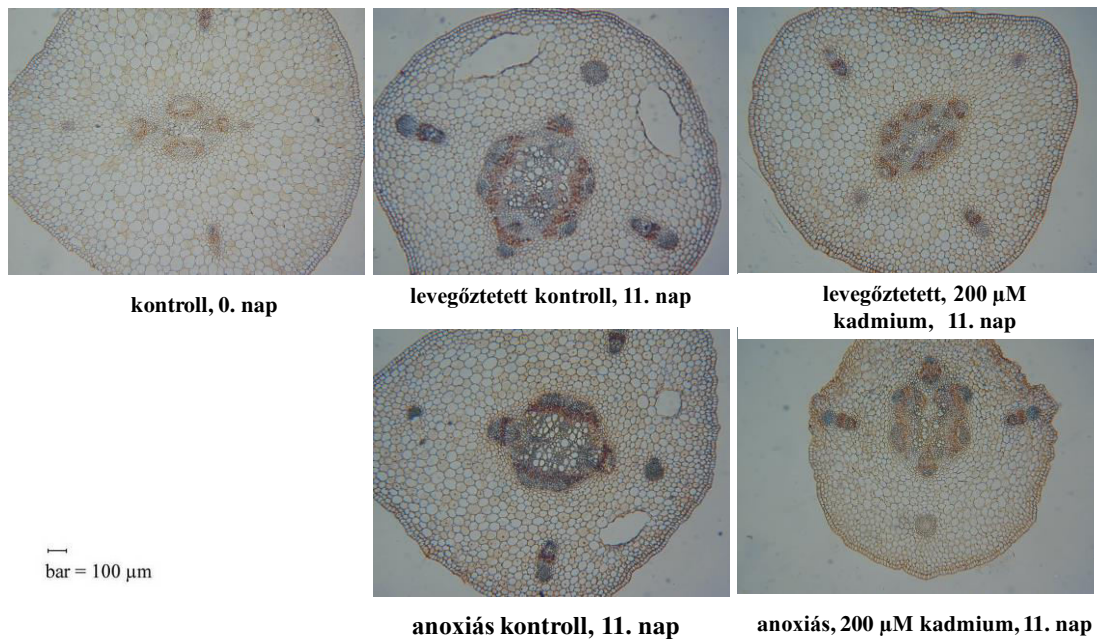 kontroll, 0. nap
levegőztetett kontroll, 11. nap
levegőztetett, 200 µM
kadmium, 11. nap
bar = 100 µm
anoxiás kontroll, 11. nap
anoxiás, 200 µM kadmium, 11. nap